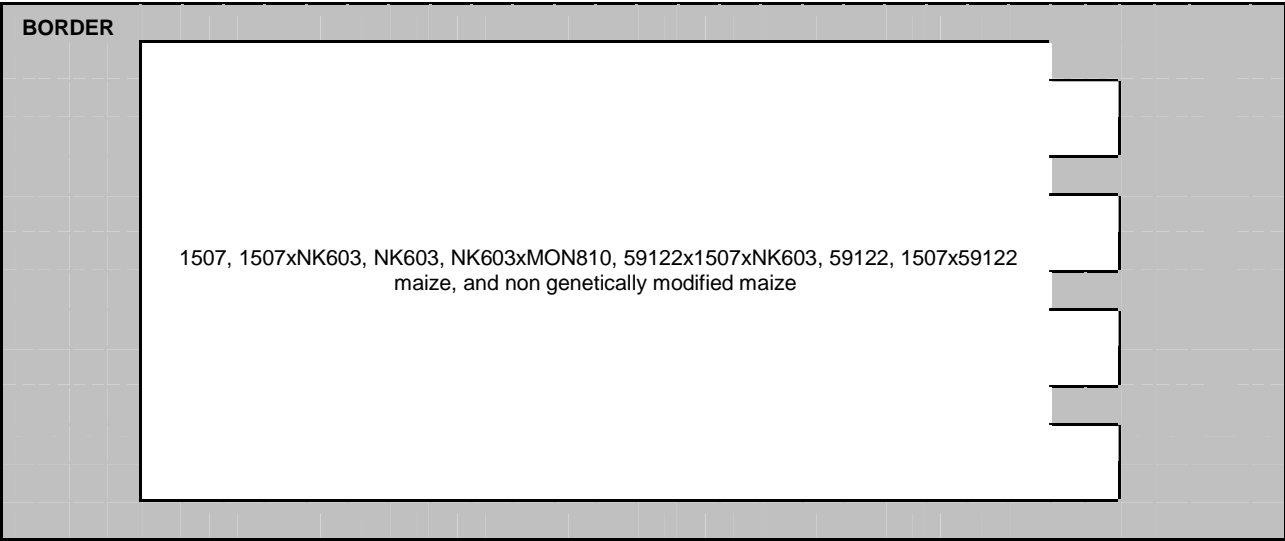 BORDER
1507, 1507xNK603, NK603, NK603xMON810, 59122x1507xNK603, 59122, 1507x59122
maize, and non genetically modified maize